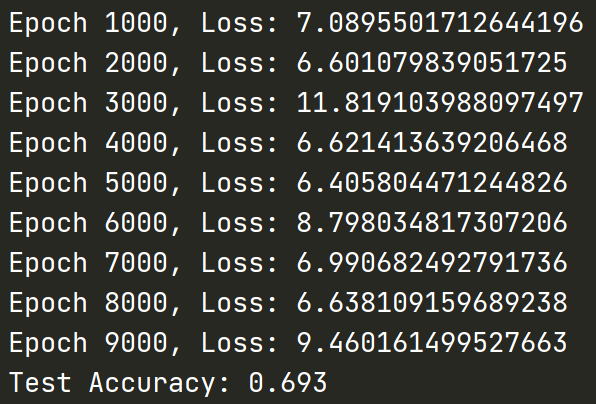 Epoch 1000, Loss: 7.0895501712644196
Epoch 2000, Loss: 6.601079839051725
Epoch 3000, Loss: 11.819103988097497
Epoch 4000, Loss: 6.621413639206468
Epoch 5000, Loss: 6.405804471244826
Epoch 6000, Loss: 8.798034817307206
Epoch 7000, Loss: 6.990682492791736
Epoch 8000, Loss: 6.638109159689238
Epoch 9000, Loss: 9.460161499527663
Test Accuracy: 0.693